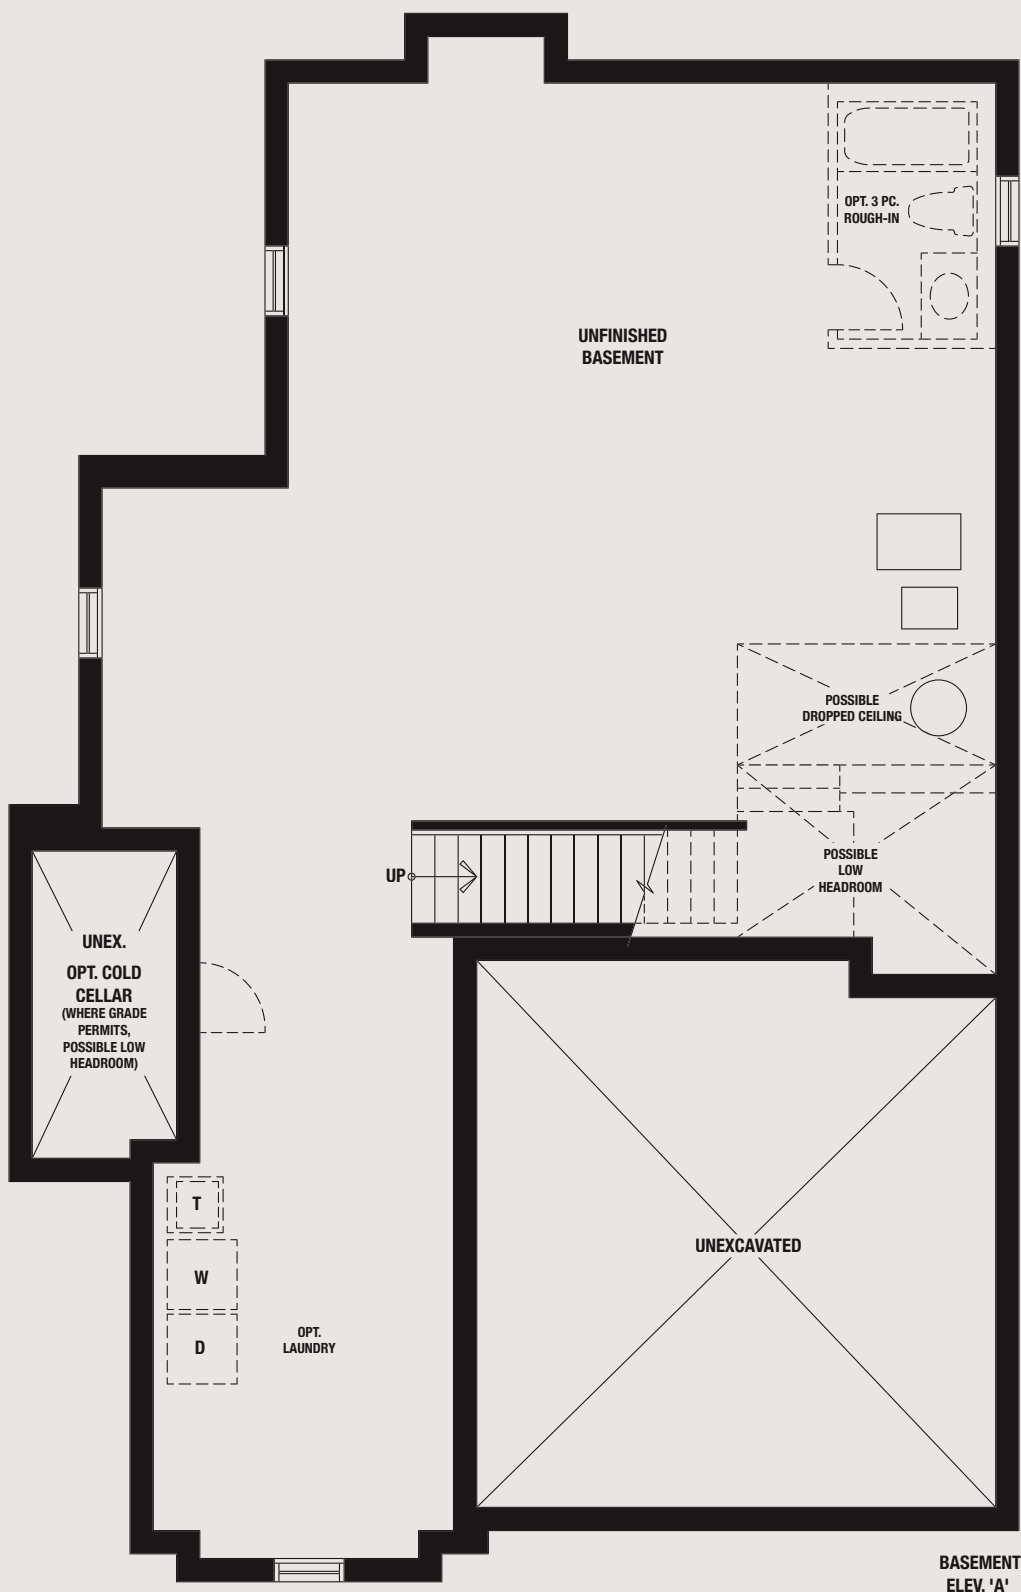 OPT. 3 PC.
ROUGH-IN
UNFINISHED
BASEMENT
POSSIBLE
DROPPED CEILING
POSSIBLE
LOW
HEADROOM
UP
UNEX.
OPT. COLD
CELLAR
(WHERE GRADE
PERMITS,
POSSIBLE LOW
HEADROOM)
T
W
D
OPT.
LAUNDRY
UNEXCAVATED
BASEMENT
ELEV. 'A'